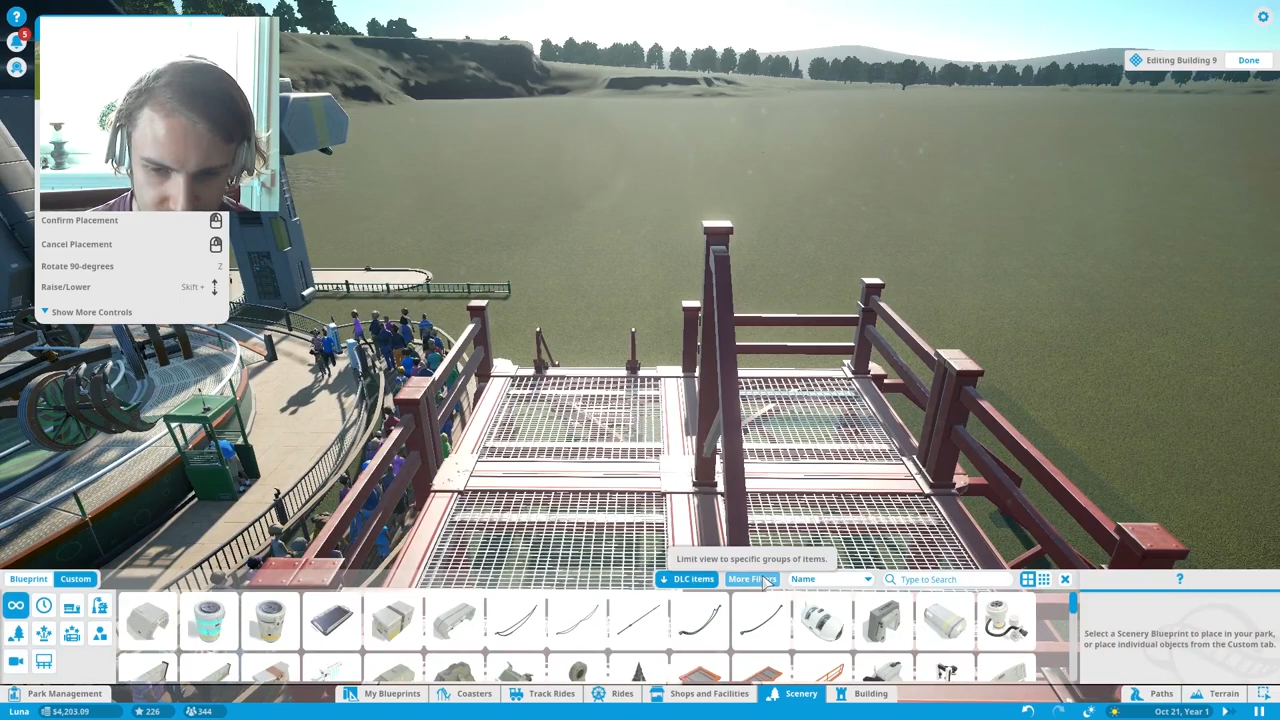 5
Editing Building 9 Done
Confirm Placement
Cancel Placement
Rotate 90-degrees Z
Raise/Lower Skift +
Show More Controls
Limit view to specific groups of items.
Blueprint Custom DLC items More Filters Name Type to Search ?
Select a Scenery Blueprint to place in your park,
or place individual objects from the Custom tab.
Park Management My Blueprints Coasters Track Rides Rides Shops and Facilities Scenery Building Paths Terrain
Luna $4,203.09 226 344 Oct 21, Year 1